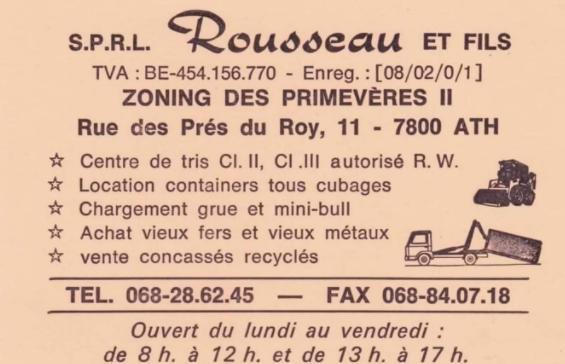 S.P.R.L. Rousseau ET FILS
TVA : BE-454.156.770 - Enreg. : [08/02/0/1]
ZONING DES PRIMEVÈRES II
Rue des Prés du Roy, 11 - 7800 ATH
☆ Centre de tris Cl. II, Cl .III autorisé R. W.
☆ Location containers tous cubages
☆ Chargement grue et mini-bull
☆ Achat vieux fers et vieux métaux
☆ vente concassés recyclés
TEL. 068-28.62.45 — FAX 068-84.07.18
Ouvert du lundi au vendredi :
de 8 h. à 12 h. et de 13 h. à 17 h.